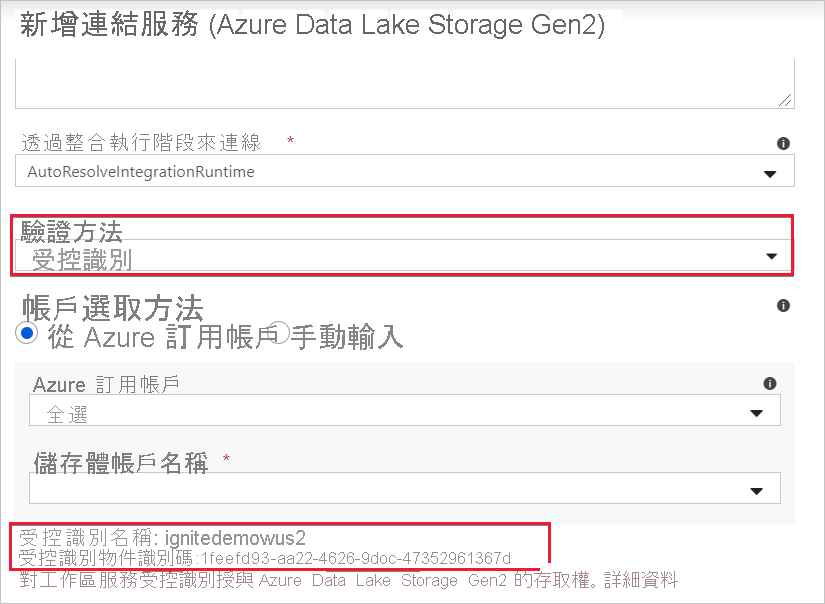 新增連結服務 (Azure Data Lake Storage Gen2)
透過整合執行階段來連線 *
AutoResolveIntegrationRuntime
驗證方法
受控識別
帳戶選取方法
從 Azure 訂用帳戶 手動輸入
Azure 訂用帳戶
全選
儲存體帳戶名稱 *
受控識別名稱: ignitedemowus2
受控識別物件識別碼:1feefd93-aa22-4626-9doc-47352961367d
對工作區服務受控識別授與 Azure Data Lake Storage Gen2 的存取權。詳細資料